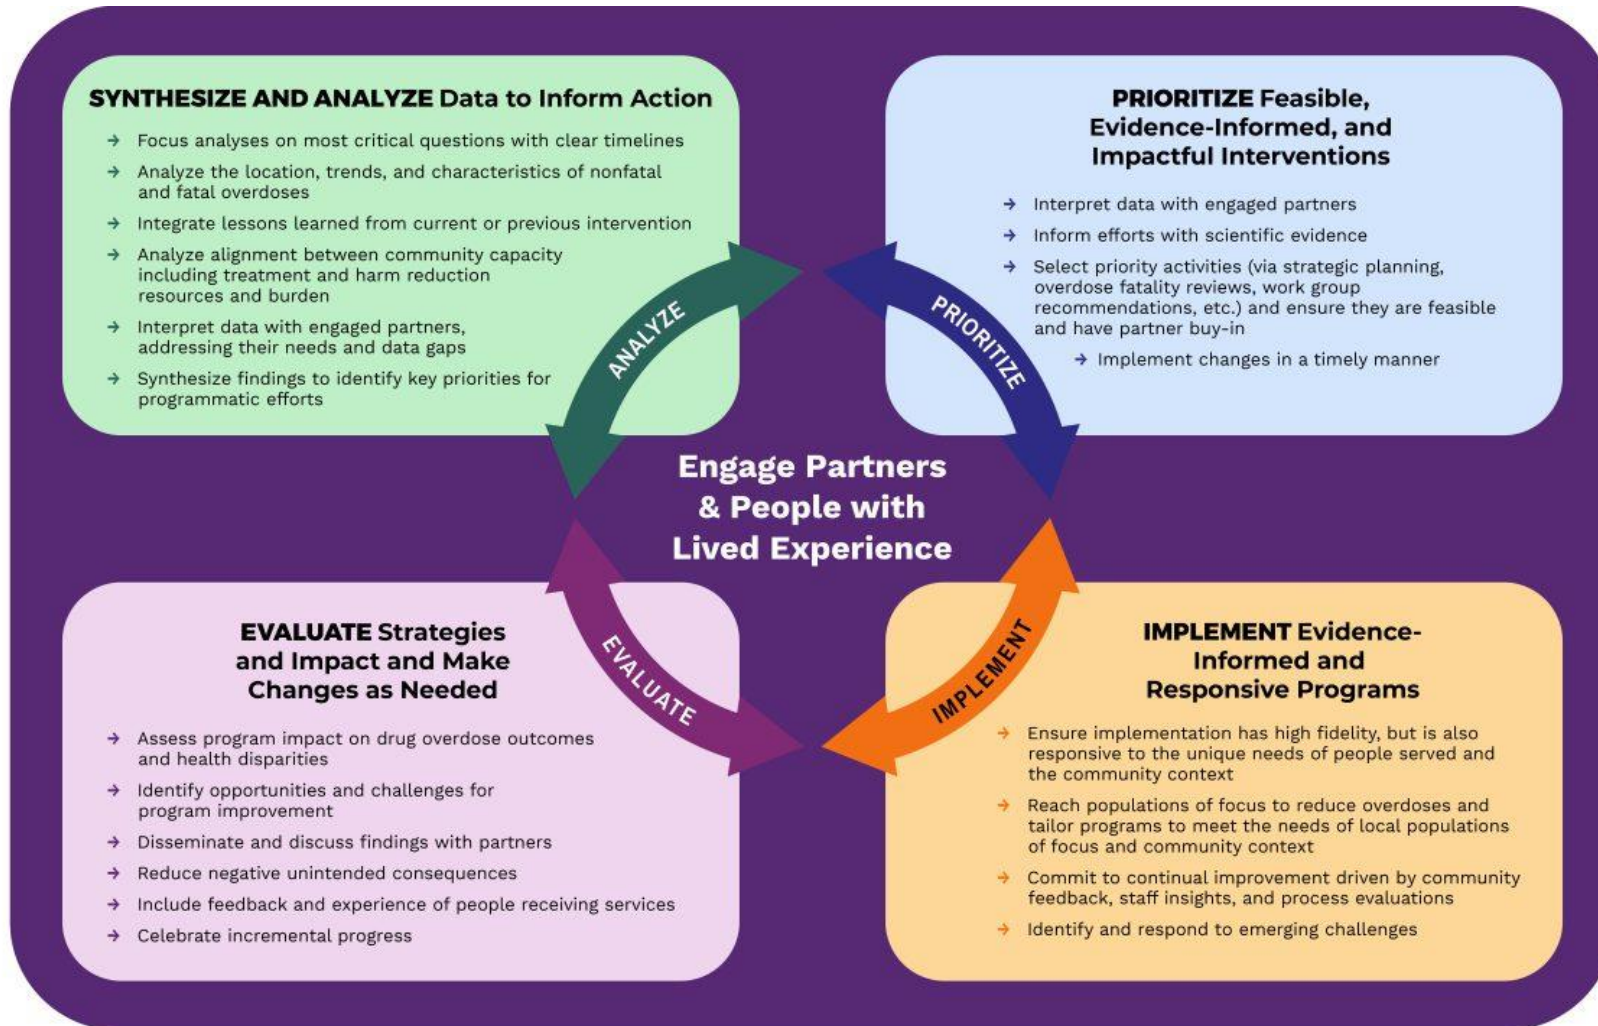 SYNTHESIZE AND ANALYZE Data to Inform Action
→ Focus analyses on most critical questions with clear timelines
→ Analyze the location, trends, and characteristics of nonfatal
and fatal overdoses
→ Integrate lessons learned from current or previous intervention
→ Analyze alignment between community capacity
including treatment and harm reduction
resources and burden
→ Interpret data with engaged partners,
addressing their needs and data gaps
→ Synthesize findings to identify key priorities for
programmatic efforts
PRIORITIZE Feasible,
Evidence-Informed, and
Impactful Interventions
→ Interpret data with engaged partners
→ Inform efforts with scientific evidence
→ Select priority activities (via strategic planning,
overdose fatality reviews, work group
recommendations, etc.) and ensure they are feasible
and have partner buy-in
→ Implement changes in a timely manner
ANALYZE
PRIORITIZE
Engage Partners
& People with
Lived Experience
EVALUATE
IMPLEMENT
EVALUATE Strategies
and Impact and Make
Changes as Needed
→ Assess program impact on drug overdose outcomes
and health disparities
→ Identify opportunities and challenges for
program improvement
→ Disseminate and discuss findings with partners
→ Reduce negative unintended consequences
→ Include feedback and experience of people receiving services
→ Celebrate incremental progress
IMPLEMENT Evidence-
Informed and
Responsive Programs
→ Ensure implementation has high fidelity, but is also
responsive to the unique needs of people served and
the community context
→ Reach populations of focus to reduce overdoses and
tailor programs to meet the needs of local populations
of focus and community context
→ Commit to continual improvement driven by community
feedback, staff insights, and process evaluations
→ Identify and respond to emerging challenges